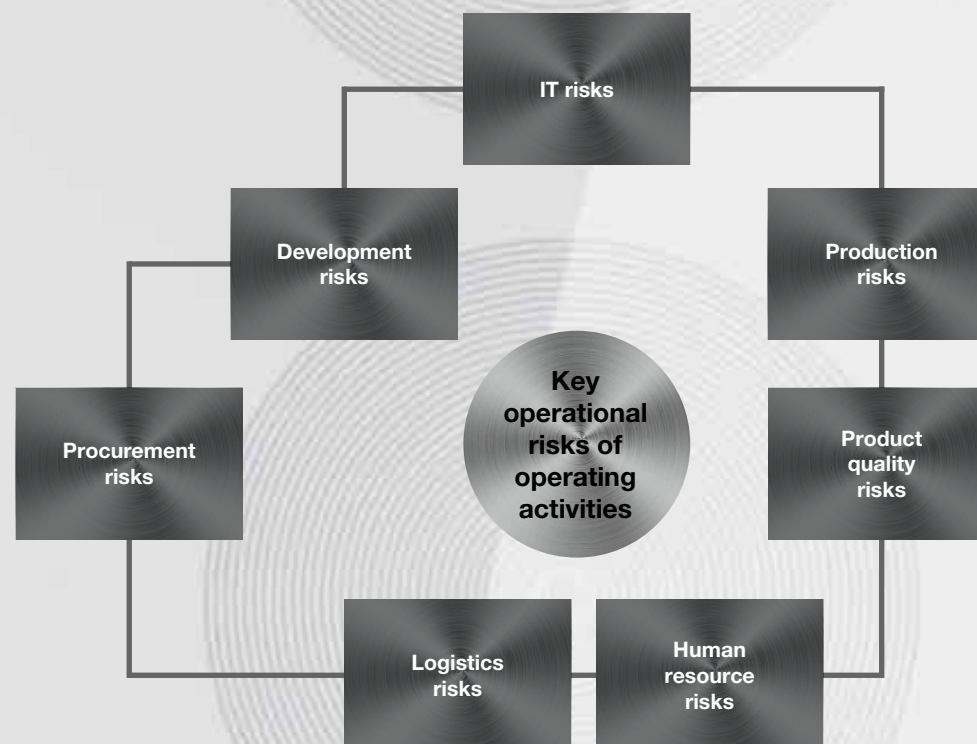 IT risks
Development
risks
Production
risks
Key
operational
risks of
operating
activities
Procurement
risks
Product
quality
risks
Logistics
risks
Human
resource
risks